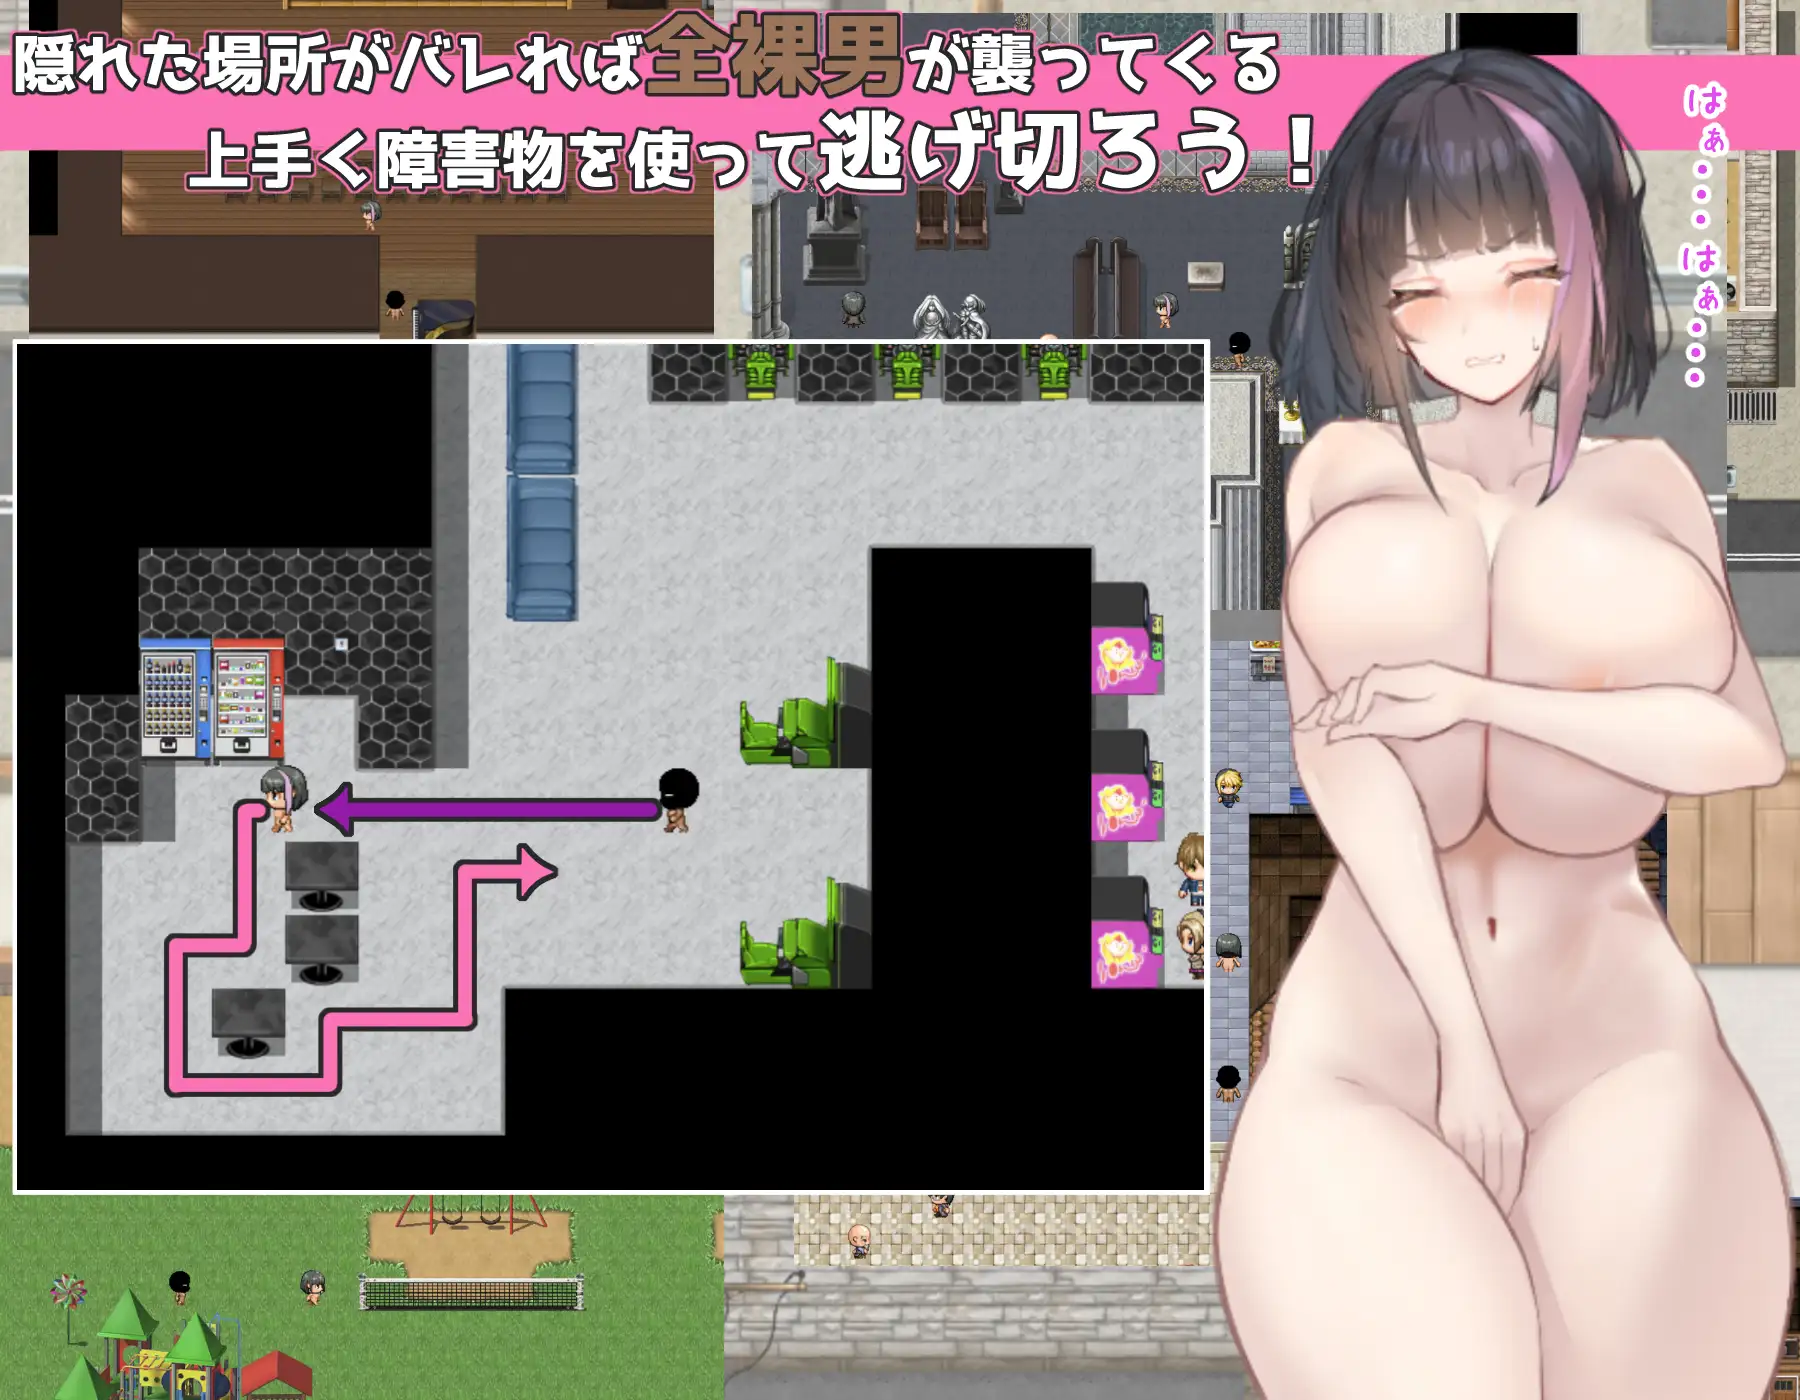 隠れた場所がバレれば全裸男が襲ってくる
上手く障害物を使って逃げ切ろう！
はぁ・・・はぁ・・・